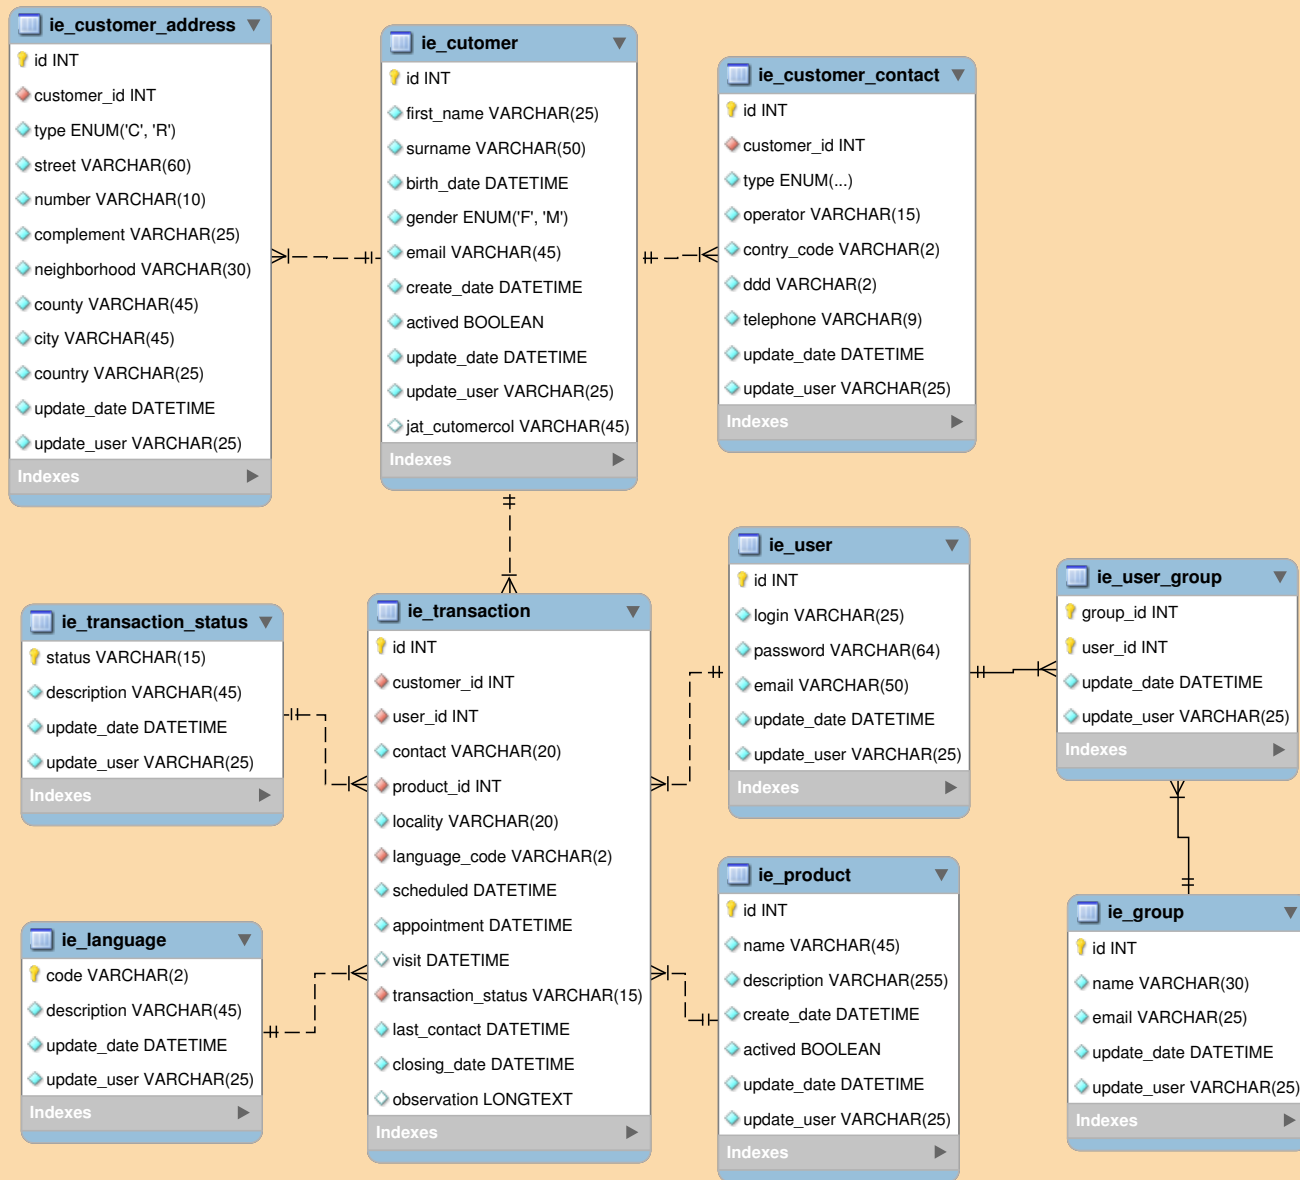 ie_customer_address
id INT
customer_id INT
type ENUM('C', 'R')
street VARCHAR(60)
number VARCHAR(10)
complement VARCHAR(25)
neighborhood VARCHAR(30)
county VARCHAR(45)
city VARCHAR(45)
country VARCHAR(25)
update_date DATETIME
update_user VARCHAR(25)
Indexes
ie_cutomer
id INT
first_name VARCHAR(25)
surname VARCHAR(50)
birth_date DATETIME
gender ENUM('F', 'M')
email VARCHAR(45)
create_date DATETIME
actived BOOLEAN
update_date DATETIME
update_user VARCHAR(25)
jat_cutomercol VARCHAR(45)
Indexes
ie_customer_contact
id INT
customer_id INT
type ENUM(...)
operator VARCHAR(15)
contry_code VARCHAR(2)
ddd VARCHAR(2)
telephone VARCHAR(9)
update_date DATETIME
update_user VARCHAR(25)
Indexes
ie_transaction_status
status VARCHAR(15)
description VARCHAR(45)
update_date DATETIME
update_user VARCHAR(25)
Indexes
ie_transaction
id INT
customer_id INT
user_id INT
contact VARCHAR(20)
product_id INT
locality VARCHAR(20)
language_code VARCHAR(2)
scheduled DATETIME
appointment DATETIME
visit DATETIME
transaction_status VARCHAR(15)
last_contact DATETIME
closing_date DATETIME
observation LONGTEXT
Indexes
ie_user
id INT
login VARCHAR(25)
password VARCHAR(64)
email VARCHAR(50)
update_date DATETIME
update_user VARCHAR(25)
Indexes
ie_user_group
group_id INT
user_id INT
update_date DATETIME
update_user VARCHAR(25)
Indexes
ie_language
code VARCHAR(2)
description VARCHAR(45)
update_date DATETIME
update_user VARCHAR(25)
Indexes
ie_product
id INT
name VARCHAR(45)
description VARCHAR(255)
create_date DATETIME
actived BOOLEAN
update_date DATETIME
update_user VARCHAR(25)
Indexes
ie_group
id INT
name VARCHAR(30)
email VARCHAR(25)
update_date DATETIME
update_user VARCHAR(25)
Indexes